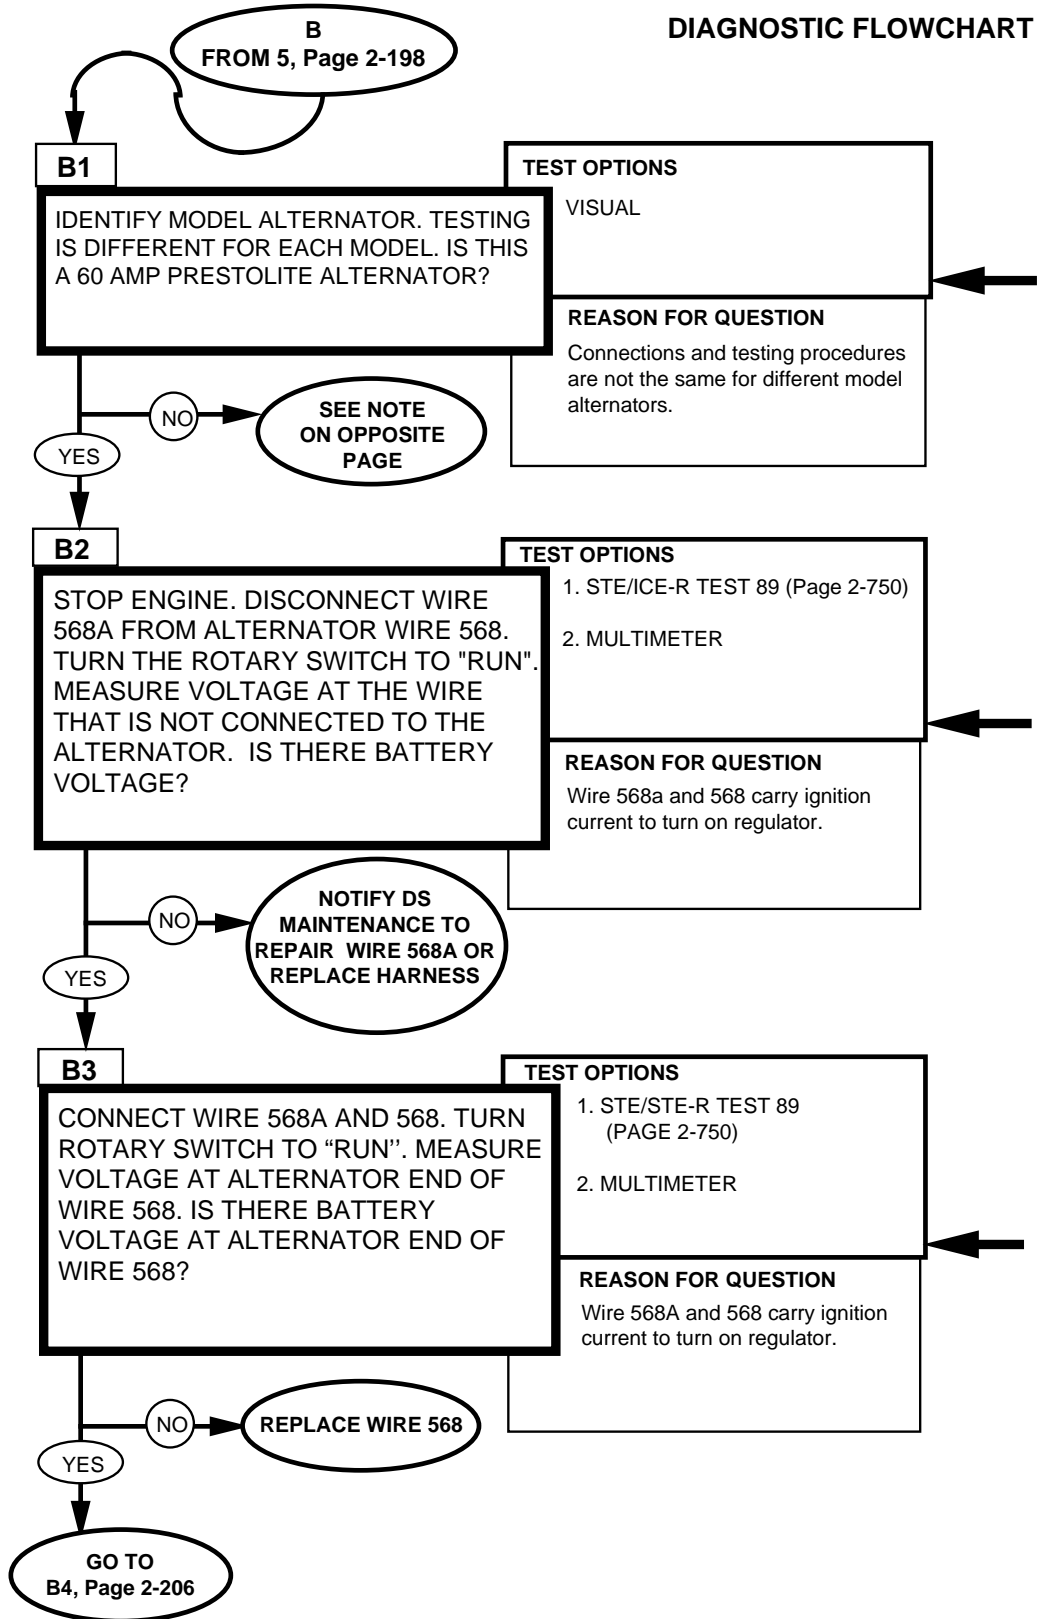 DIAGNOSTIC FLOWCHART
B
FROM 5, Page 2-198
B1
IDENTIFY MODEL ALTERNATOR. TESTING
IS DIFFERENT FOR EACH MODEL. IS THIS
A 60 AMP PRESTOLITE ALTERNATOR?
TEST OPTIONS
VISUAL
REASON FOR QUESTION
Connections and testing procedures
are not the same for different model
alternators.
NO
SEE NOTE
ON OPPOSITE
PAGE
YES
B2
STOP ENGINE. DISCONNECT WIRE
568A FROM ALTERNATOR WIRE 568.
TURN THE ROTARY SWITCH TO "RUN".
MEASURE VOLTAGE AT THE WIRE
THAT IS NOT CONNECTED TO THE
ALTERNATOR. IS THERE BATTERY
VOLTAGE?
TEST OPTIONS
1. STE/ICE-R TEST 89 (Page 2-750)
2. MULTIMETER
REASON FOR QUESTION
Wire 568a and 568 carry ignition
current to turn on regulator.
NO
NOTIFY DS
MAINTENANCE TO
REPAIR WIRE 568A OR
REPLACE HARNESS
YES
B3
CONNECT WIRE 568A AND 568. TURN
ROTARY SWITCH TO “RUN’’. MEASURE
VOLTAGE AT ALTERNATOR END OF
WIRE 568. IS THERE BATTERY
VOLTAGE AT ALTERNATOR END OF
WIRE 568?
TEST OPTIONS
1. STE/STE-R TEST 89
(PAGE 2-750)
2. MULTIMETER
REASON FOR QUESTION
Wire 568A and 568 carry ignition
current to turn on regulator.
NO
REPLACE WIRE 568
YES
GO TO
B4, Page 2-206